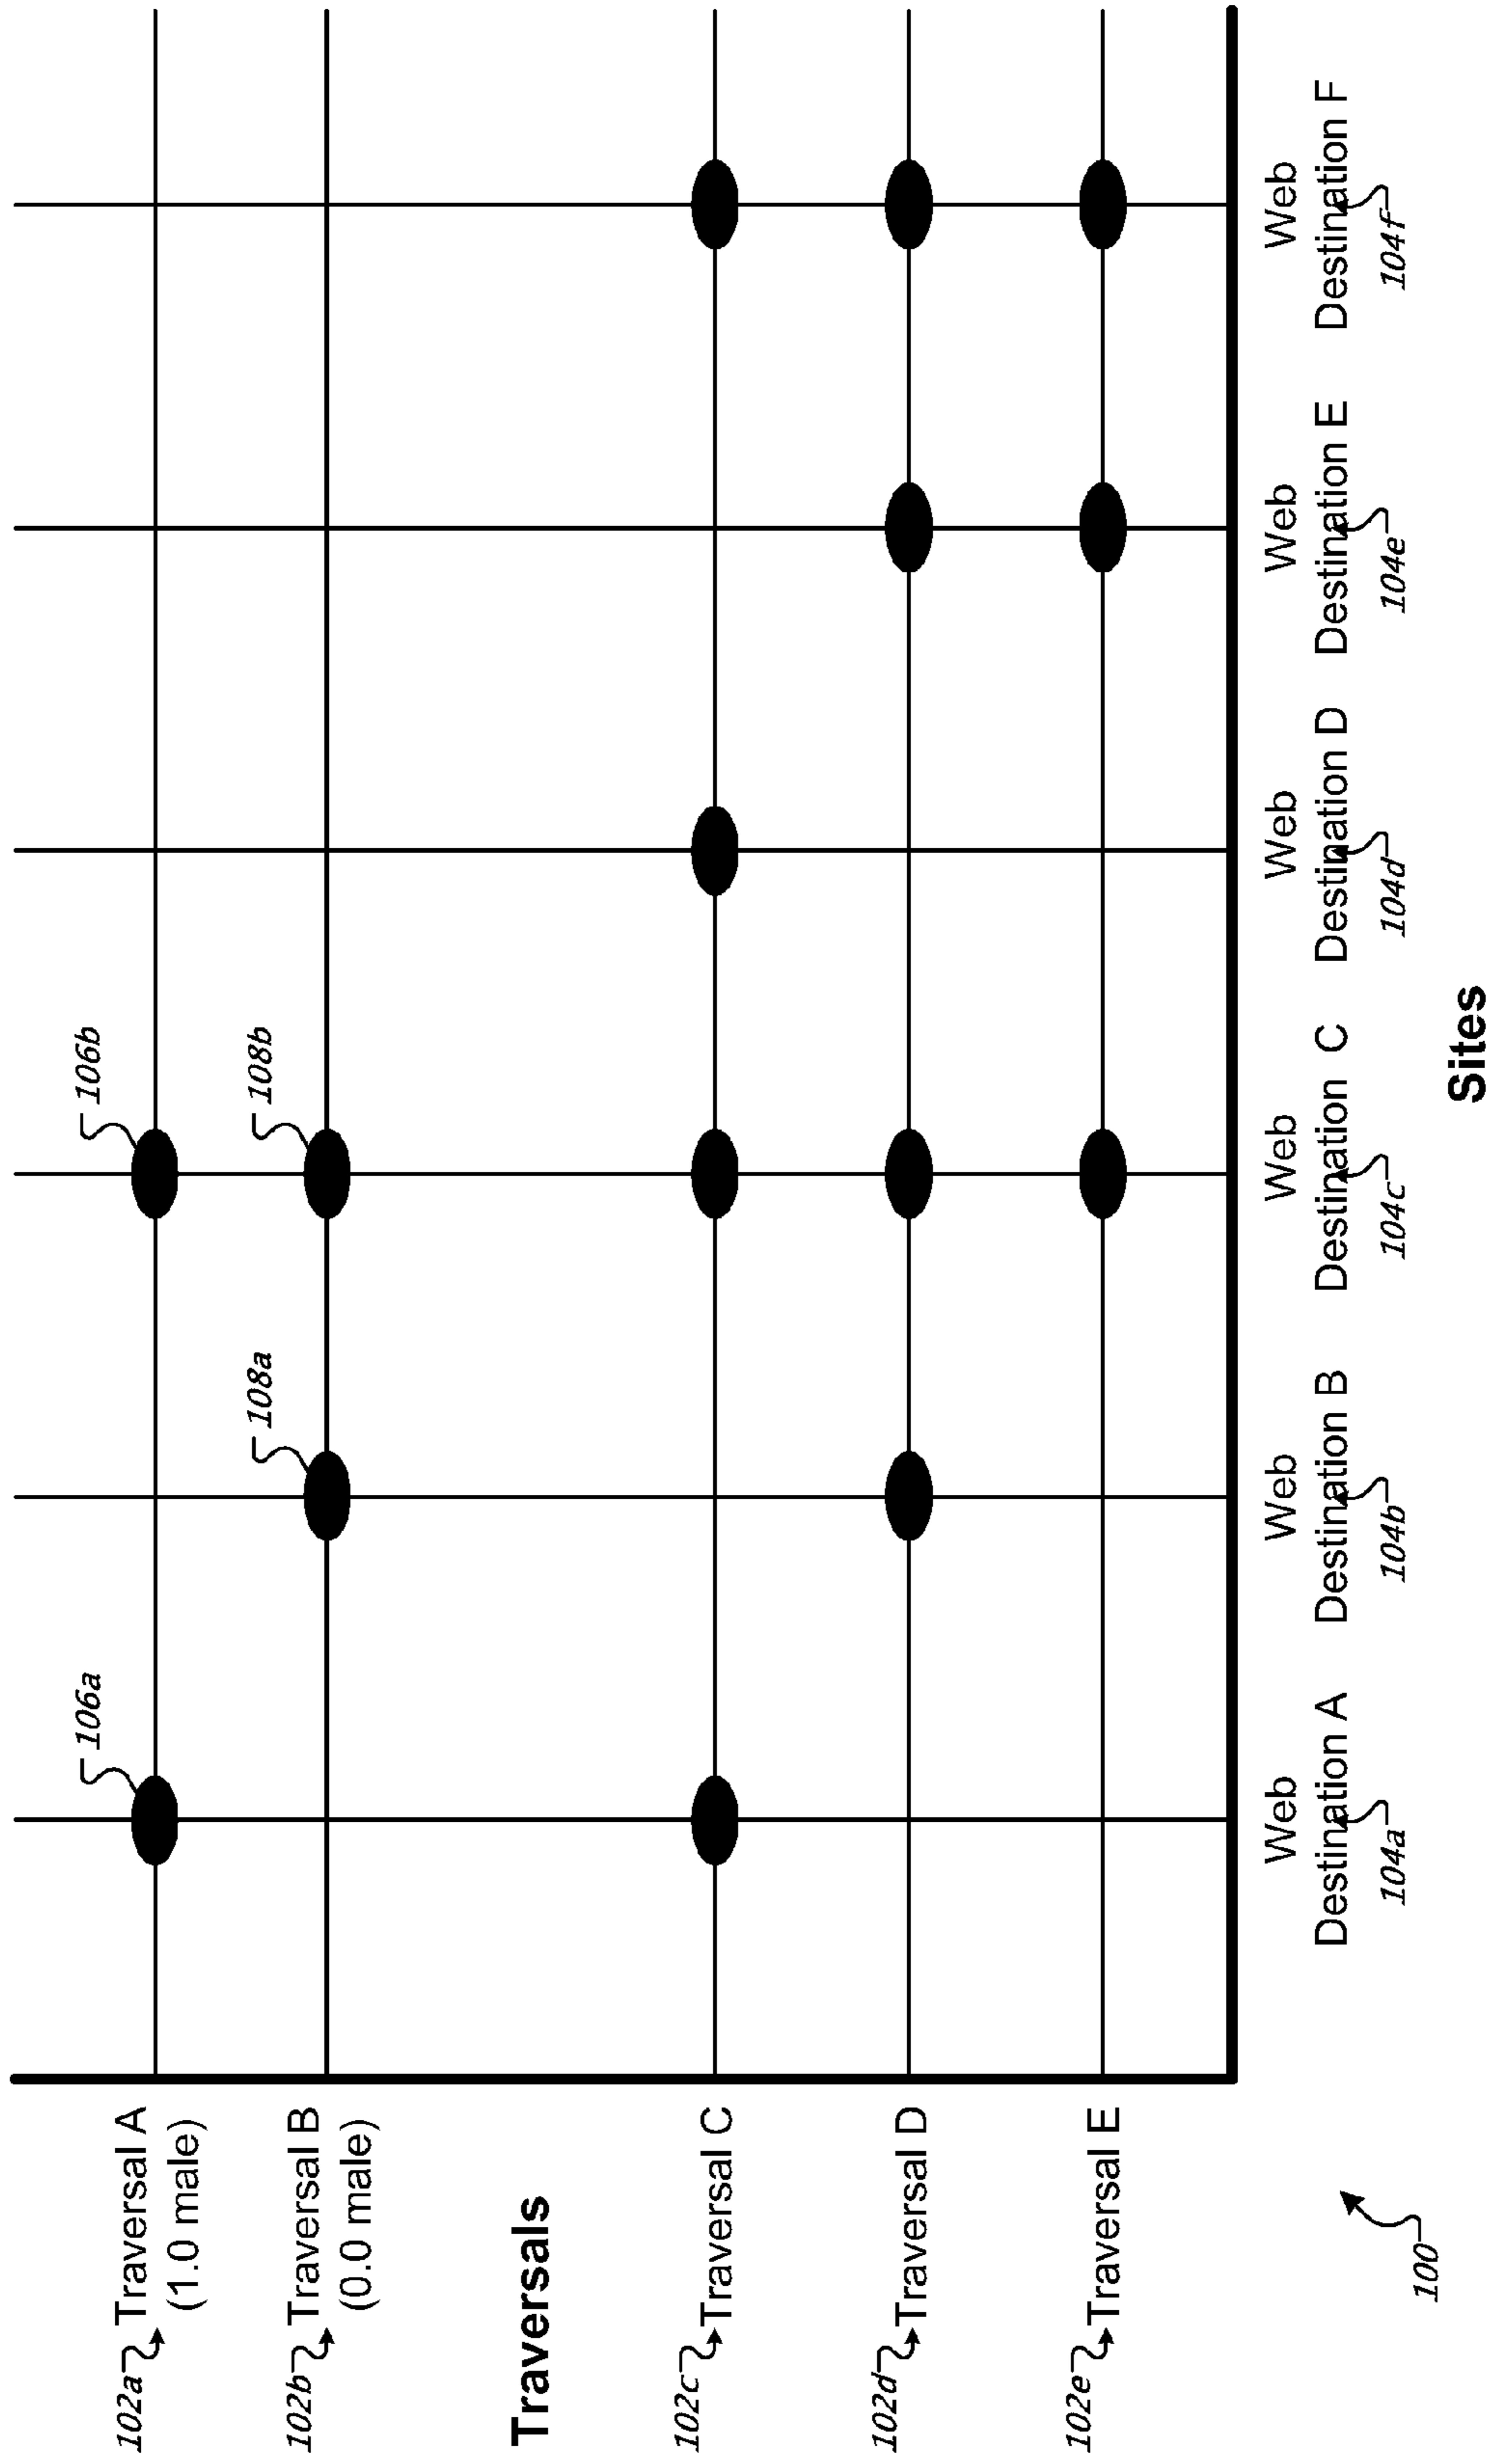 106a
106b
102a
Traversal A
(1.0 male)
108a
108b
102b
Traversal B
(0.0 male)
Traversals
102c
Traversal C
102d
Traversal D
102e
Traversal E
Web
Destination A
104a
Web
Destination B
104b
Web
Destination C
104c
Web
Destination D
104d
Web
Destination E
104e
Web
Destination F
104f
Sites
100